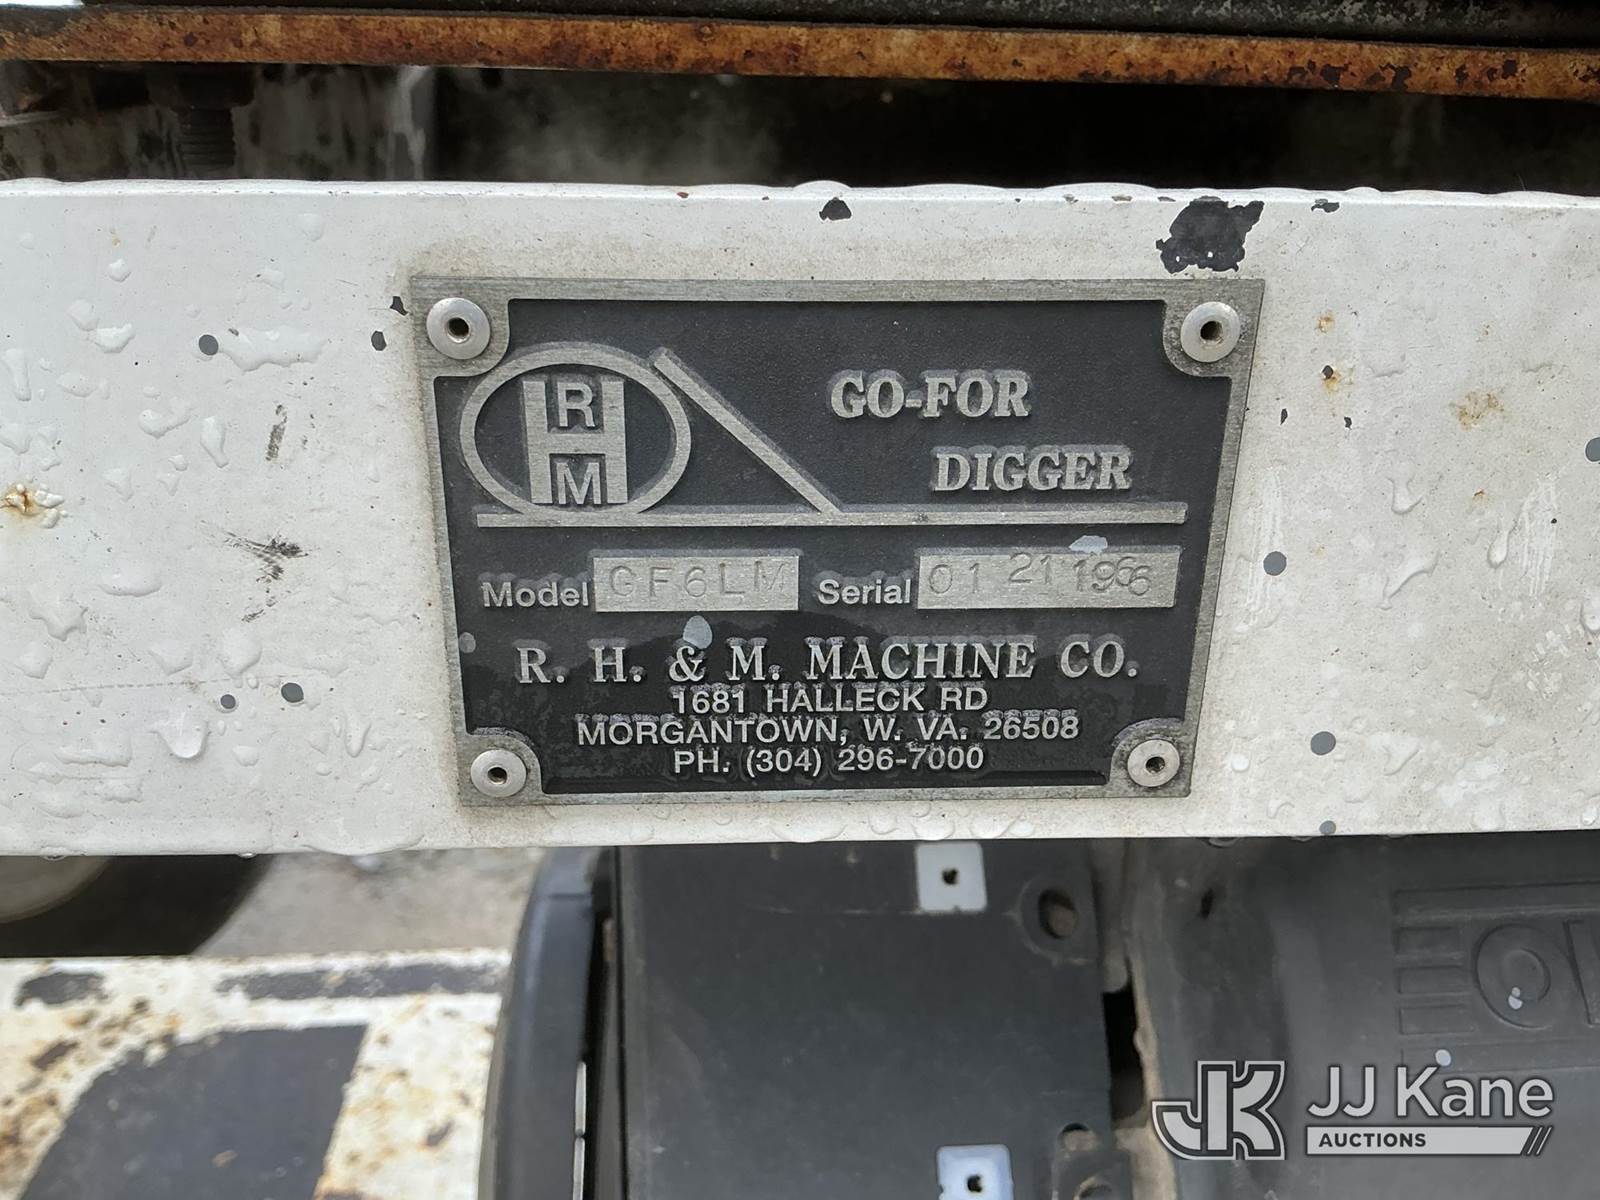 R
H
M
GO-FOR
DIGGER
Model GF6LM Serial 01 21 1966
R. H. & M. MACHINE CO.
1681 HALLECK RD
MORGANTOWN, W. VA. 26508
PH. (304) 296-7000
JK JJ Kane
AUCTIONS